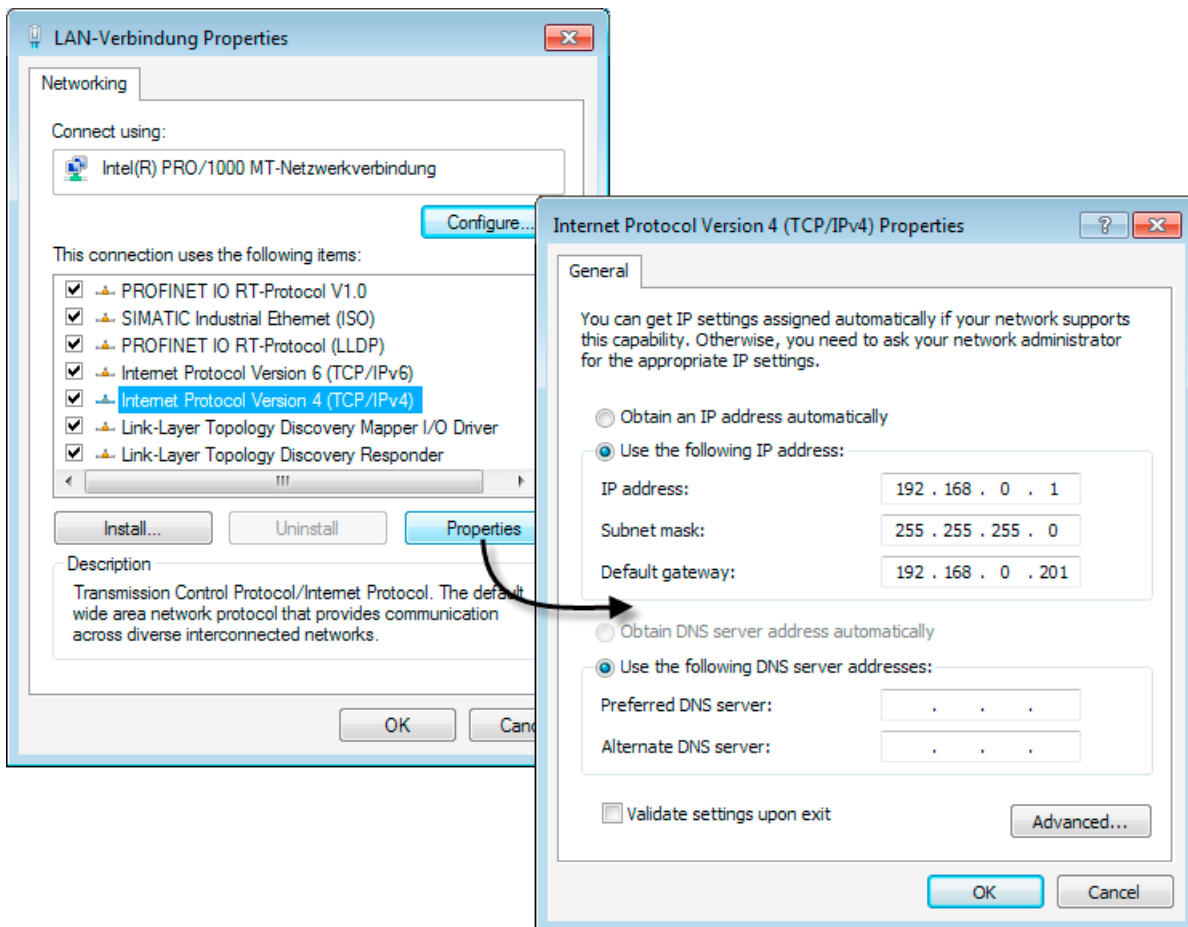 LAN-Verbindung Properties
Networking
Connect using:
Intel(R) PRO/1000 MT-Netzwerkverbindung
Configure...
This connection uses the following items:
PROFINET IO RT-Protocol V1.0
SIMATIC Industrial Ethernet (ISO)
PROFINET IO RT-Protocol (LLDP)
Internet Protocol Version 6 (TCP/IPv6)
Internet Protocol Version 4 (TCP/IPv4)
Link-Layer Topology Discovery Mapper I/O Driver
Link-Layer Topology Discovery Responder
Install...
Uninstall
Properties
Description
Transmission Control Protocol/Internet Protocol. The default
wide area network protocol that provides communication
across diverse interconnected networks.
OK
Internet Protocol Version 4 (TCP/IPv4) Properties
General
You can get IP settings assigned automatically if your network supports
this capability. Otherwise, you need to ask your network administrator
for the appropriate IP settings.
Obtain an IP address automatically
Use the following IP address:
IP address: 192 . 168 . 0 . 1
Subnet mask: 255 . 255 . 255 . 0
Default gateway: 192 . 168 . 0 . 201
Obtain DNS server address automatically
Use the following DNS server addresses:
Preferred DNS server: . . .
Alternate DNS server: . . .
Validate settings upon exit
Advanced...
OK
Cancel